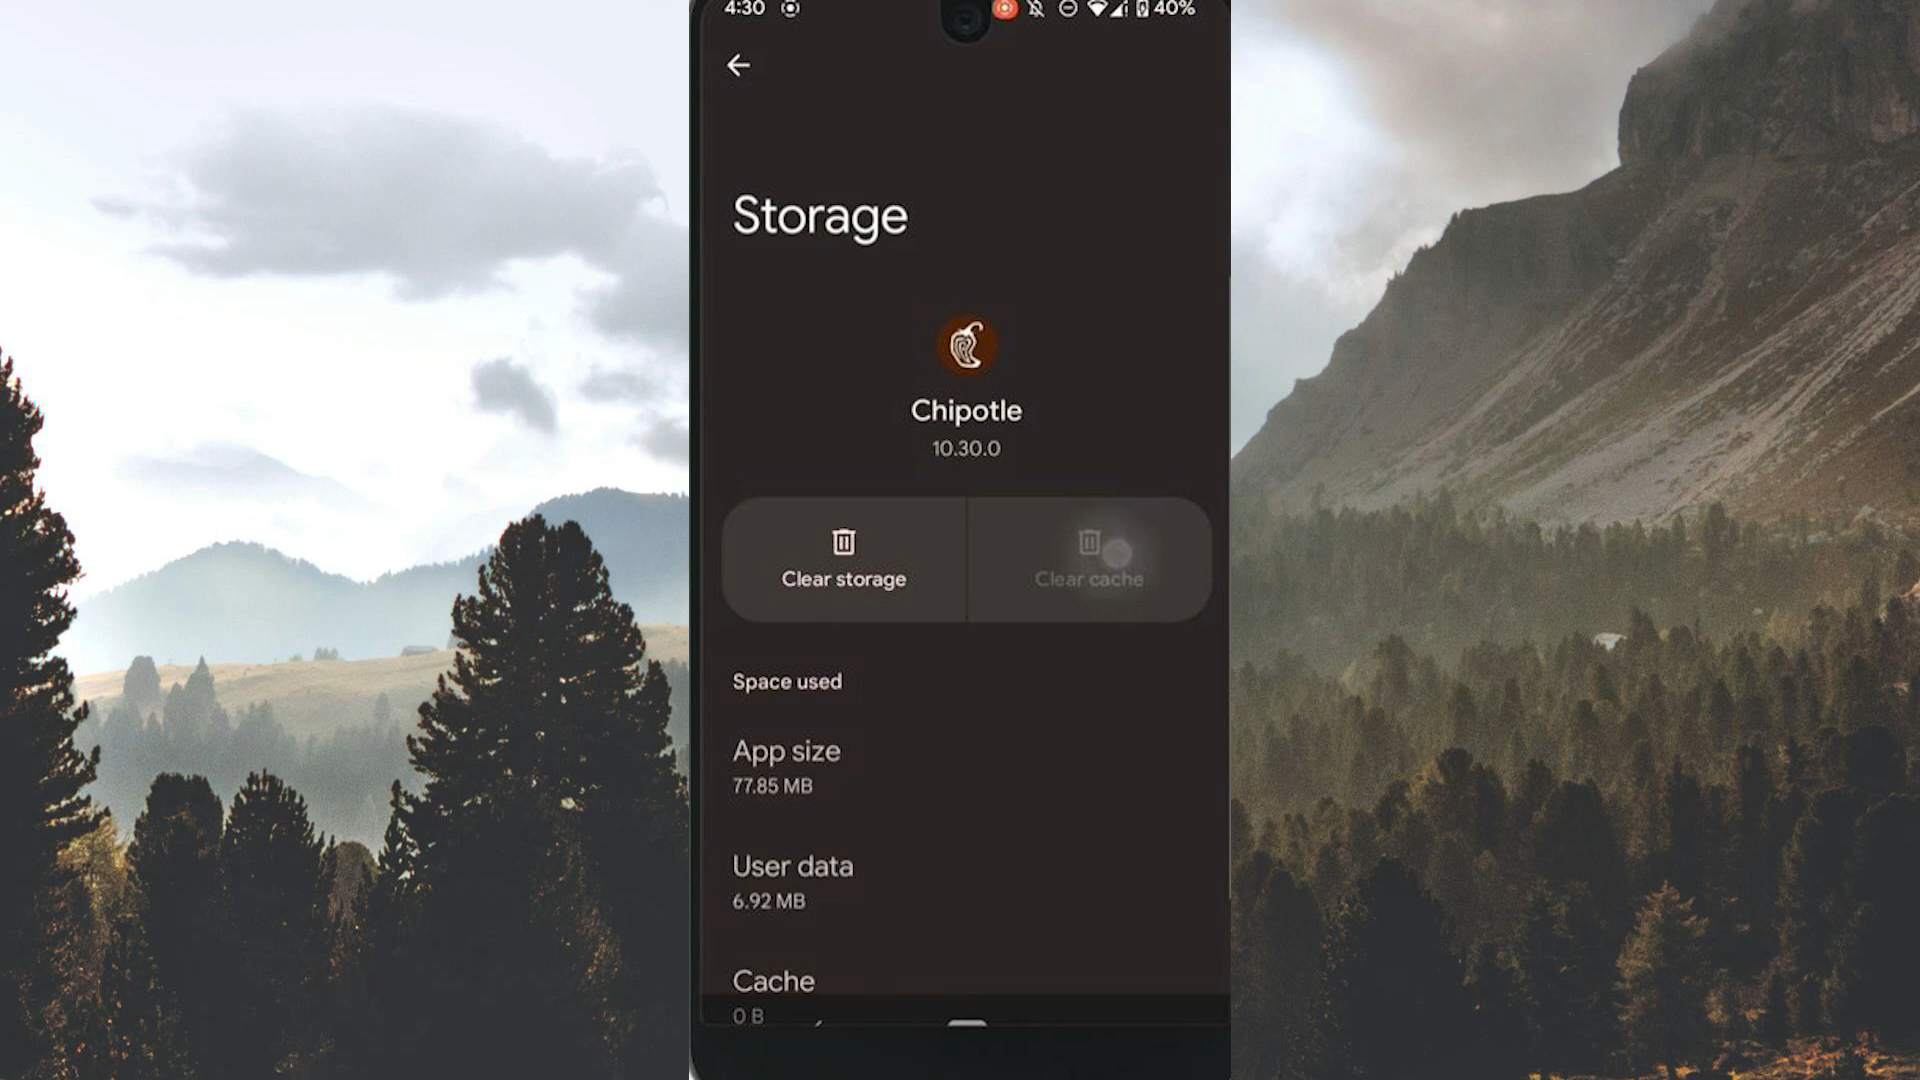 4:30 40%
Storage
Chipotle
10.30.0
Clear storage Clear cache
Space used
App size
77.85 MB
User data
6.92 MB
Cache
0 B